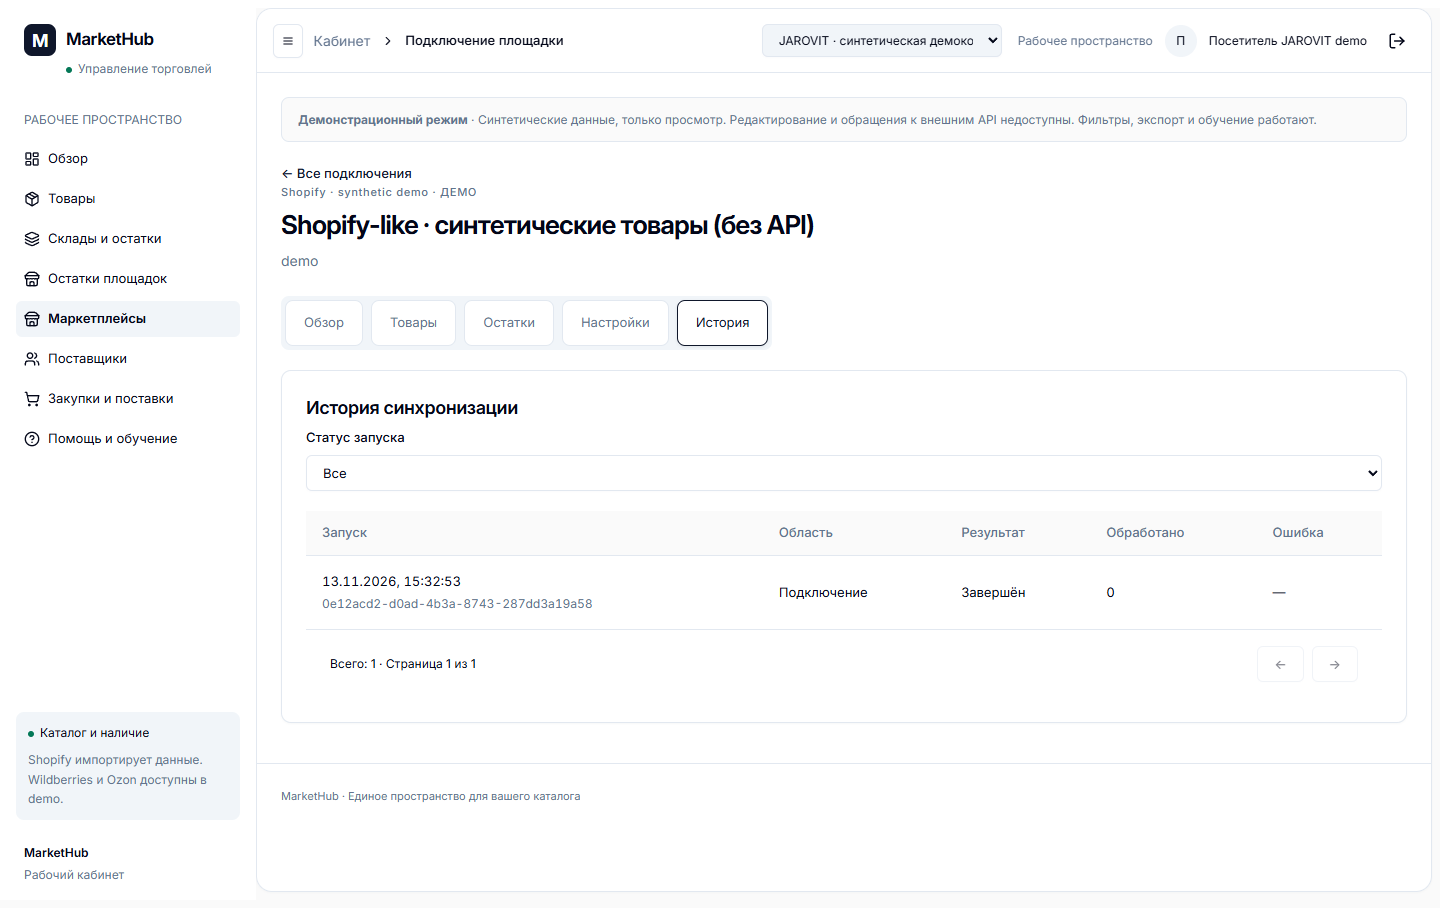 M MarketHub
Управление торговлей
РАБОЧЕЕ ПРОСТРАНСТВО
Обзор
Товары
Склады и остатки
Остатки площадок
Маркетплейсы
Поставщики
Закупки и поставки
Помощь и обучение
Каталог и наличие
Shopify импортирует данные.
Wildberries и Ozon доступны в
demo.
MarketHub
Рабочий кабинет
Кабинет > Подключение площадки
JAROVIT · синтетическая демоко
Рабочее пространство
П
Посетитель JAROVIT demo
Демонстрационный режим · Синтетические данные, только просмотр. Редактирование и обращения к внешним API недоступны. Фильтры, экспорт и обучение работают.
← Все подключения
Shopify · synthetic demo · ДЕМО
Shopify-like · синтетические товары (без API)
demo
Обзор Товары Остатки Настройки История
История синхронизации
Статус запуска
Все
Запуск Область Результат Обработано Ошибка
13.11.2026, 15:32:53
0e12acd2-d0ad-4b3a-8743-287dd3a19a58
Подключение Завершён 0 —
Всего: 1 · Страница 1 из 1
← →
MarketHub · Единое пространство для вашего каталога